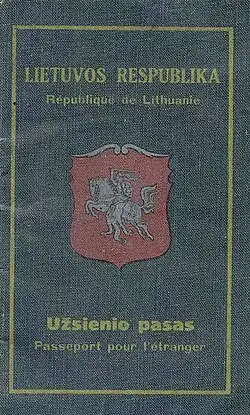 LIETUVOS RESPUBLIKA
République de Lithuanie
Užsienio pasas
Passeport pour l'étranger